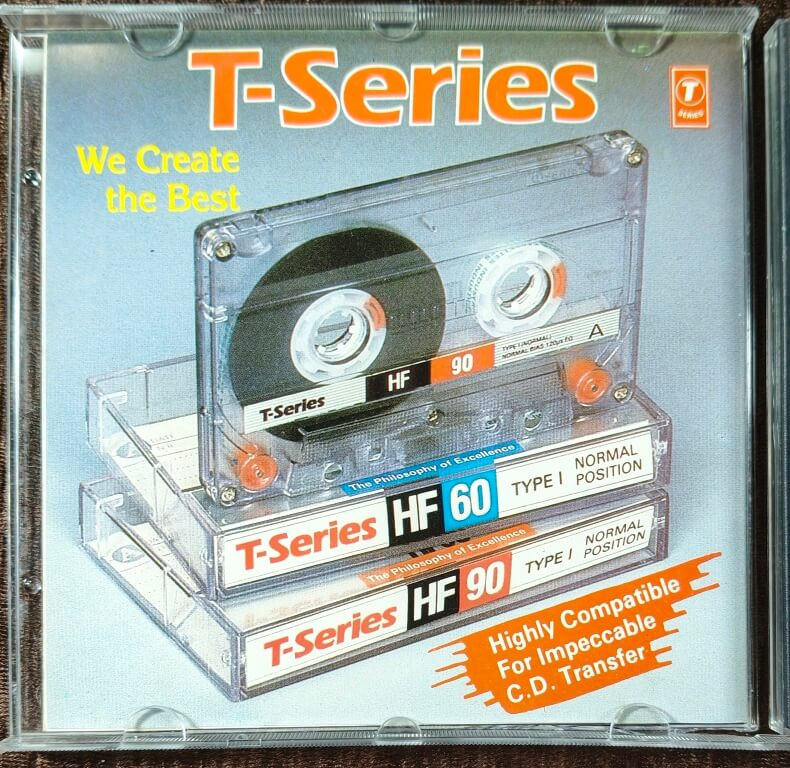 T-Series
T
SERIES
We Create
the Best
TYPE I (NORMAL)
NORMAL BIAS 120µs EQ
A
T-Series HF 90
The Philosophy of Excellence
T-Series HF 60 TYPE I NORMAL POSITION
The Philosophy of Excellence
T-Series HF 90 TYPE I NORMAL POSITION
Highly Compatible
For Impeccable
C.D. Transfer